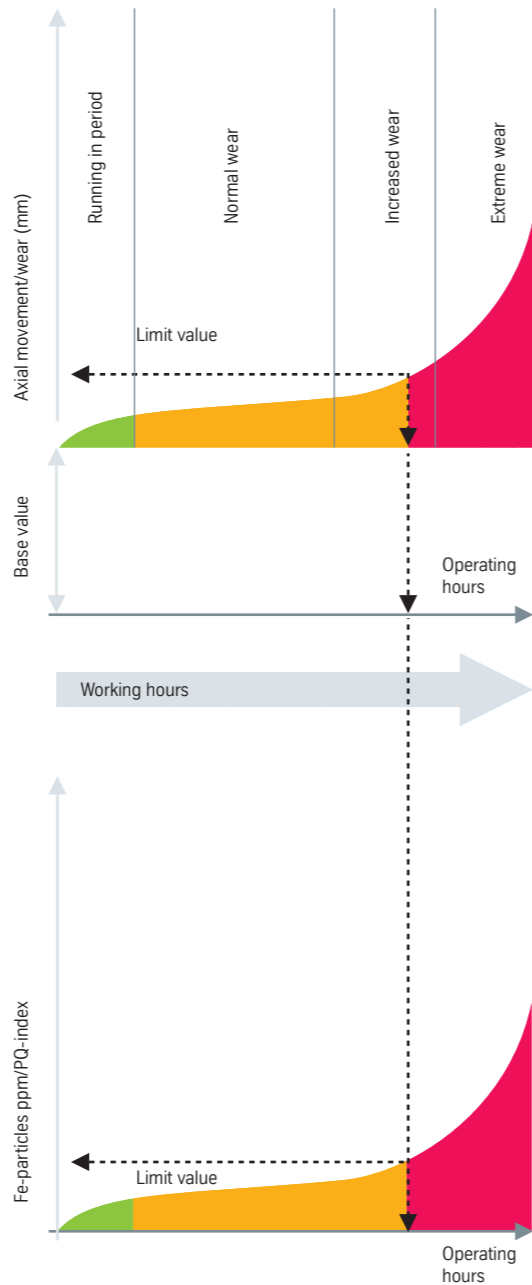 Running in period
Normal wear
Increased wear
Extreme wear
Axial movement/wear (mm)
Limit value
Base value
Operating
hours
Working hours
Fe-particles ppm/PQ-index
Limit value
Operating
hours